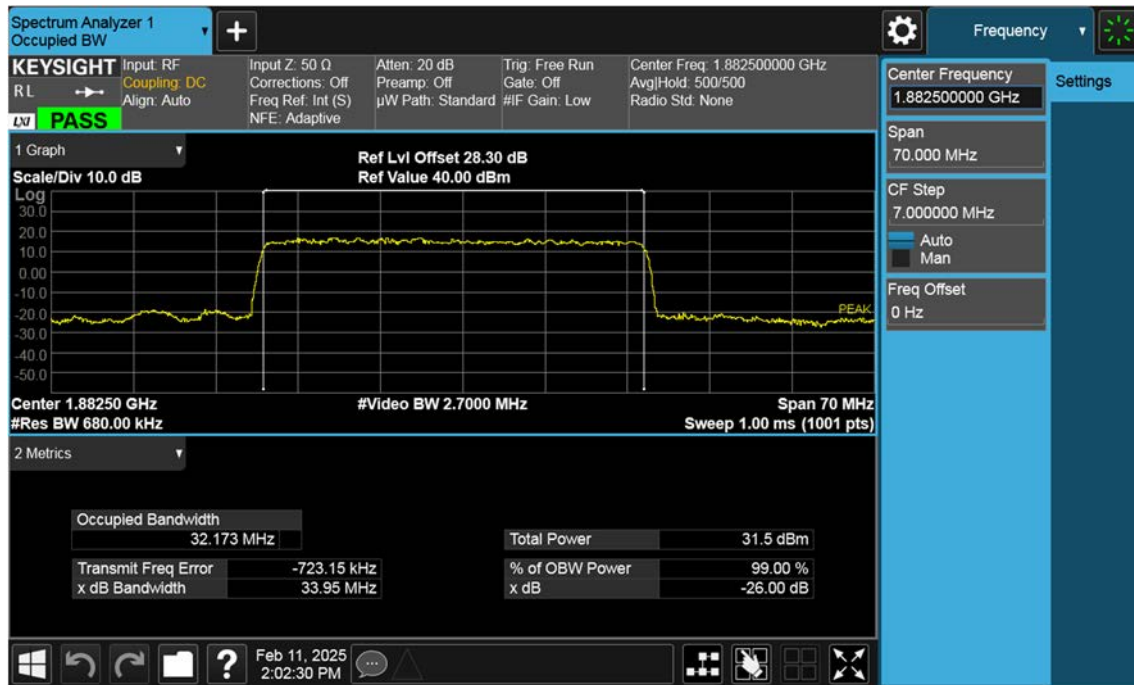 Spectrum Analyzer 1
Occupied BW
Frequency
KEYSIGHT
RL
LXI
PASS
Input: RF
Coupling: DC
Align: Auto
Input Z: 50 Ω
Corrections: Off
Freq Ref: Int (S)
NFE: Adaptive
Atten: 20 dB
Preamp: Off
µW Path: Standard
Trig: Free Run
Gate: Off
#IF Gain: Low
Center Freq: 1.882500000 GHz
Avg|Hold: 500/500
Radio Std: None
Center Frequency
1.882500000 GHz
Settings
Span
70.000 MHz
CF Step
7.000000 MHz
Auto
Man
Freq Offset
0 Hz
1 Graph
Scale/Div 10.0 dB
Ref Lvl Offset 28.30 dB
Ref Value 40.00 dBm
Log
30.0
20.0
10.0
0.00
-10.0
-20.0
-30.0
-40.0
-50.0
PEAK
Center 1.88250 GHz
#Video BW 2.7000 MHz
Span 70 MHz
#Res BW 680.00 kHz
Sweep 1.00 ms (1001 pts)
2 Metrics
Occupied Bandwidth
32.173 MHz
Total Power 31.5 dBm
Transmit Freq Error -723.15 kHz
% of OBW Power 99.00 %
x dB Bandwidth 33.95 MHz
x dB -26.00 dB
?
Feb 11, 2025
2:02:30 PM